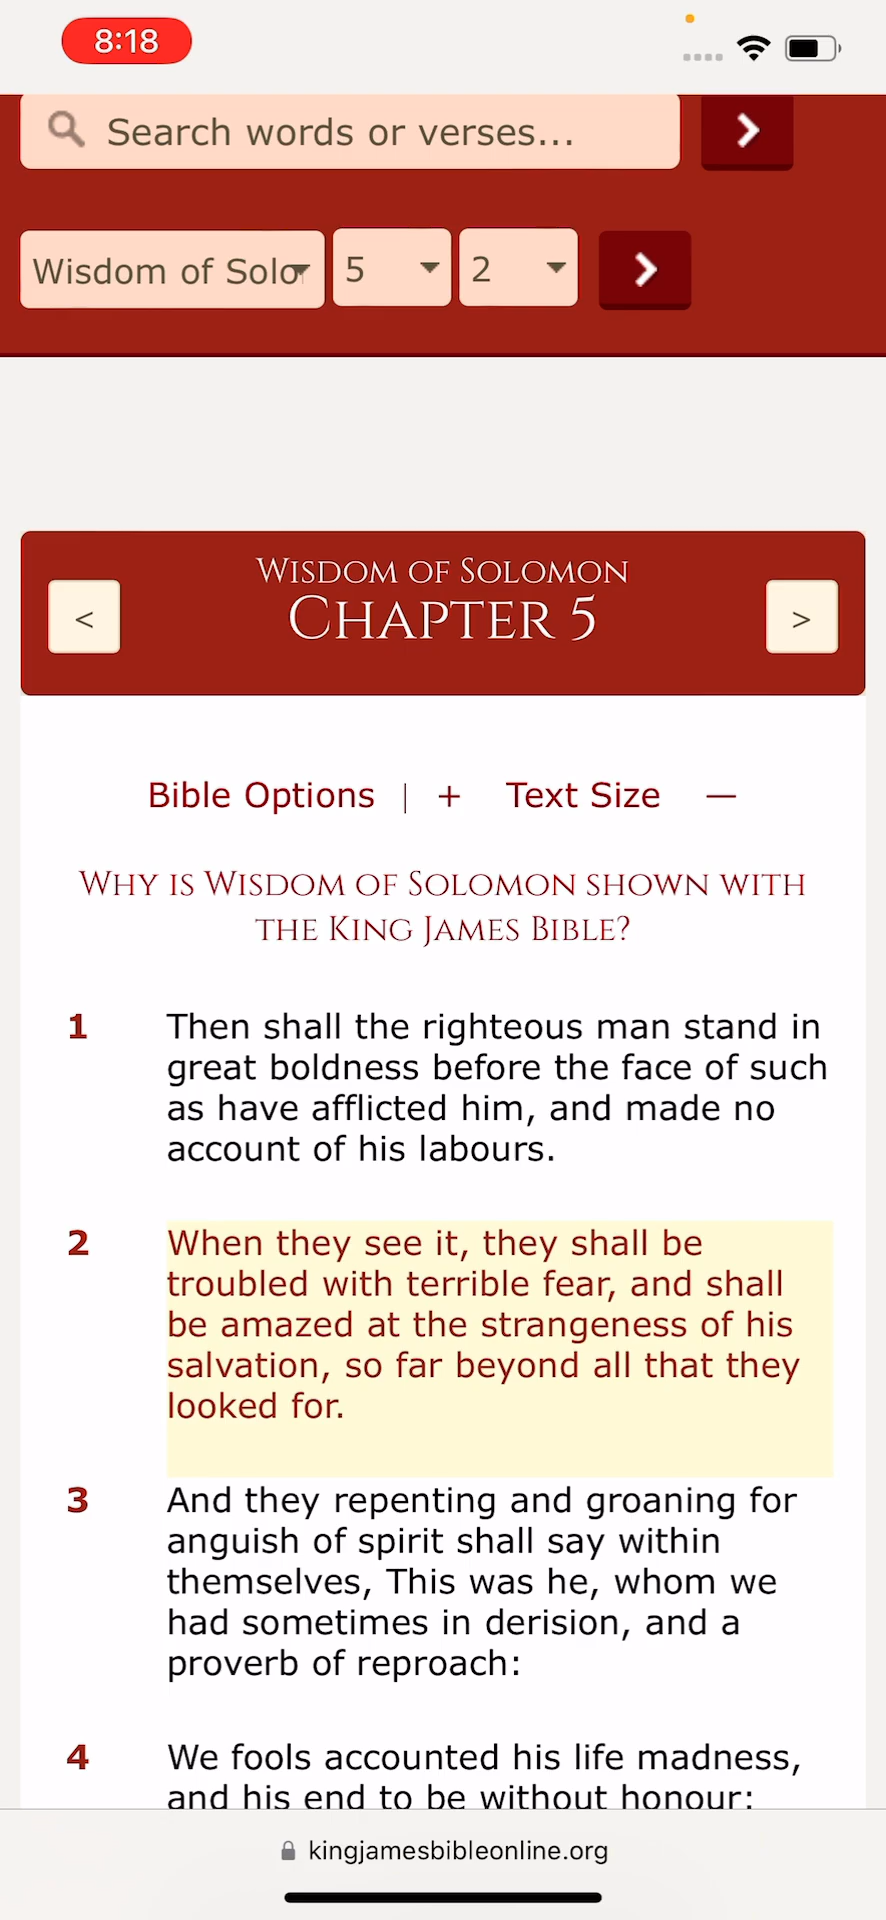 8:18
Search words or verses...
Wisdom of Solo 5 2
Wisdom of Solomon
Chapter 5
< >
Bible Options | + Text Size —
Why is Wisdom of Solomon shown with
the King James Bible?
1 Then shall the righteous man stand in
great boldness before the face of such
as have afflicted him, and made no
account of his labours.
2 When they see it, they shall be
troubled with terrible fear, and shall
be amazed at the strangeness of his
salvation, so far beyond all that they
looked for.
3 And they repenting and groaning for
anguish of spirit shall say within
themselves, This was he, whom we
had sometimes in derision, and a
proverb of reproach:
4 We fools accounted his life madness,
and his end to be without honour:
kingjamesbibleonline.org